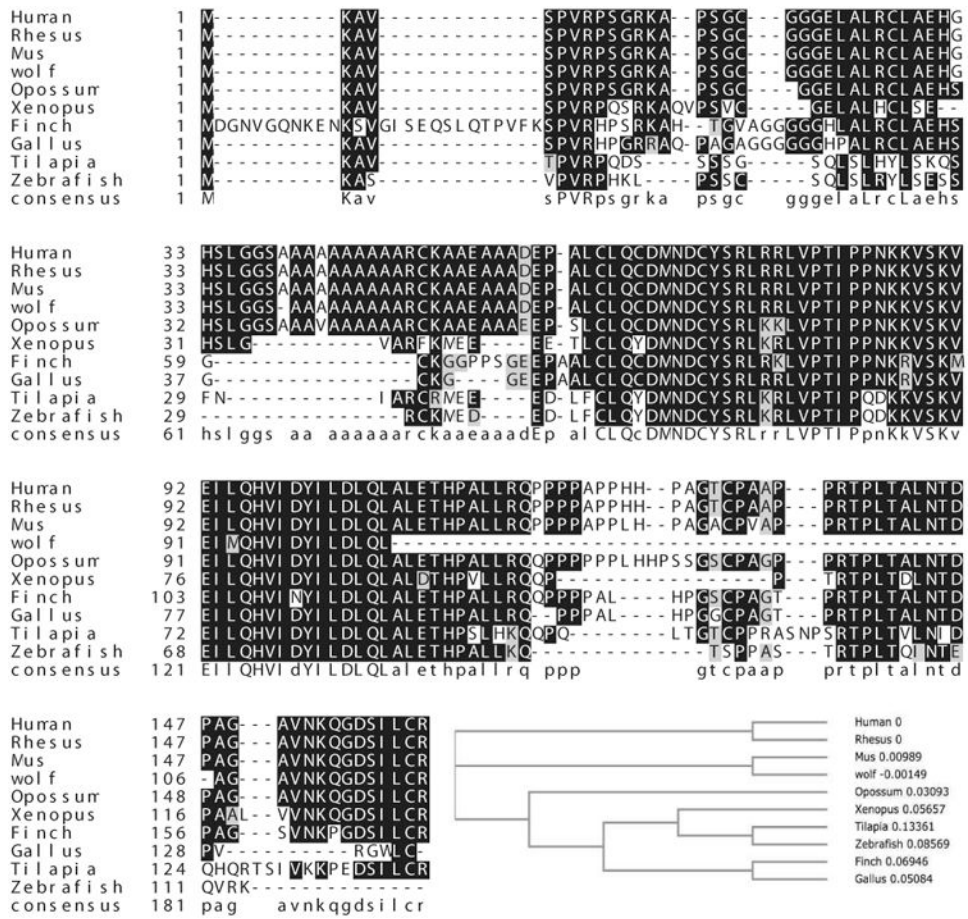 Human 1 M----------KAV-------------SPVRPSGRKA--PSGC---GGGELALRCLAEHG
Rhesus 1 M----------KAV-------------SPVRPSGRKA--PSGC---GGGELALRCLAEHG
Mus 1 M----------KAV-------------SPVRPSGRKA--PSGC---GGGELALRCLAEHG
wolf 1 M----------KAV-------------SPVRPSGRKA--PSGC---GGGELALRCLAEHG
Opossum 1 M----------KAV-------------SPVRPSGRKA--PSGC----GGELALRCLAEHS
Xenopus 1 M----------KAV-------------SPVRPQSRKAQVPSVC-----GELALHCLSE--
Finch 1 MDGNVGQNKENKSVGISEQSLQTPVFKSPVRHPSRKAH--TGVAGGGGGHLALRCLAEHS
Gallus 1 M----------KAV-------------SPVRHPGRRAQ-PAGAGGGGGGHPALRCLAEHS
Tilapia 1 M----------KAV-------------TPVRPQDS----SSSG-----SQLSLHYLSKQS
Zebrafish 1 M----------KAS-------------VPVRPHKL----PSSC-----SQLSLRYLSESS
consensus 1 M Kav sPVRpsgrka psgc gggelaLrcLaehs
Human 33 HSLGGSAAAAAAAAAARCKAAEAAADEP-ALCLQCDMNDCYSRLRRLVPTIPPNKKVSKV
Rhesus 33 HSLGGSAAAAAAAAAARCKAAEAAADEP-ALCLQCDMNDCYSRLRRLVPTIPPNKKVSKV
Mus 33 HSLGGSAAAAAAAAAARCKAAEAAADEP-ALCLQCDMNDCYSRLRRLVPTIPPNKKVSKV
wolf 33 HSLGGS-AAAAAAAAARCKAAEAAADEP-ALCLQCDMNDCYSRLRRLVPTIPPNKKVSKV
Opossum 32 HSLGGSAAAVAAAAAARCKAAEAAAEEP-SLCLQCDMNDCYSRLKKLVPTIPPNKKVSKV
Xenopus 31 HSLG----------VARFKMEE----EE-TLCLQYDMNDCYSRLRRLVPTIPPNKKVSKV
Finch 59 G----------------CKGGPPSGEEPAALCLQCDMNDCYSRLRKLVPTIPPNKRVSKM
Gallus 37 G----------------CKG----GEEPAALCLQCDMNDCYSRLRRLVPTIPPNKRVSKV
Tilapia 29 FN------------IARCRMEE----ED-LFCLQYDMNDCYSRLKRLVPTIPQDKKVSKV
Zebrafish 29 ----------------RCKMED----ED-LFCLQYDMNDCYSRLKRLVPTIPQDKKVSKV
consensus 61 hslggs aa aaaaaarckaaeaaadEp alCLQcDMNDCYSRLrrLVPTIPpnKkVSKv
Human 92 EILQHVIDYILDLQLALETHPALLRQPPPPAPPHH--PAGTCPAAP---PRTPLTALNTD
Rhesus 92 EILQHVIDYILDLQLALETHPALLRQPPPPAPPHH--PAGTCPAAP---PRTPLTALNTD
Mus 92 EILQHVIDYILDLQLALETHPALLRQPPPPAPPLH--PAGACPVAP---PRTPLTALNTD
wolf 91 EIMQHVIDYILDLQL---------------------------------------------
Opossum 91 EILQHVIDYILDLQLALETHPALLRQQPPPPPPLHHPSSGSCPAGP---PRTPLTALNTD
Xenopus 76 EILQHVIDYILDLQLALDTHPVLLRQQP-----------------P---TRTPLTDLNTD
Finch 103 EILQHVINYILDLQLALETHPALLRQQPPPPAL----HPGSCPAGT---PRTPLTALNTD
Gallus 77 EILQHVIDYILDLQLALETHPALLRQ--PPPAL----HPGGCPAGT---PRTPLTALNTD
Tilapia 72 EILQHVIDYILDLQLALETHPSLHKQQPQ--------LTGTCPPRASNPSRTPLTVLNID
Zebrafish 68 EILQHVIDYILDLQLALETHPALLKQ--------------TSPPAS---TRTPLTQLNTE
consensus 121 EILQHVIdYILDLQLalethpallrq ppp gtcpaap prtpltalntd
Human 147 PAG---AVNKQGDSILCR
Rhesus 147 PAG---AVNKQGDSILCR
Mus 147 PAG---AVNKQGDSILCR
wolf 106 -AG---AVNKQGDSILCR
Opossum 148 PAG---AVNKQGDSILCR
Xenopus 116 PAAL--VVNKQGDSILCR
Finch 156 PAG---SVNKPGDSILCR
Gallus 128 PV----------RGWLC-
Tilapia 124 QHQRTSIVKKPEDSILCR
Zebrafish 111 QVRK--------------
consensus 181 pag avnkqgdsilcr
Human 0
Rhesus 0
Mus 0.00989
wolf -0.00149
Opossum 0.03093
Xenopus 0.05657
Tilapia 0.13361
Zebrafish 0.08569
Finch 0.06946
Gallus 0.05084